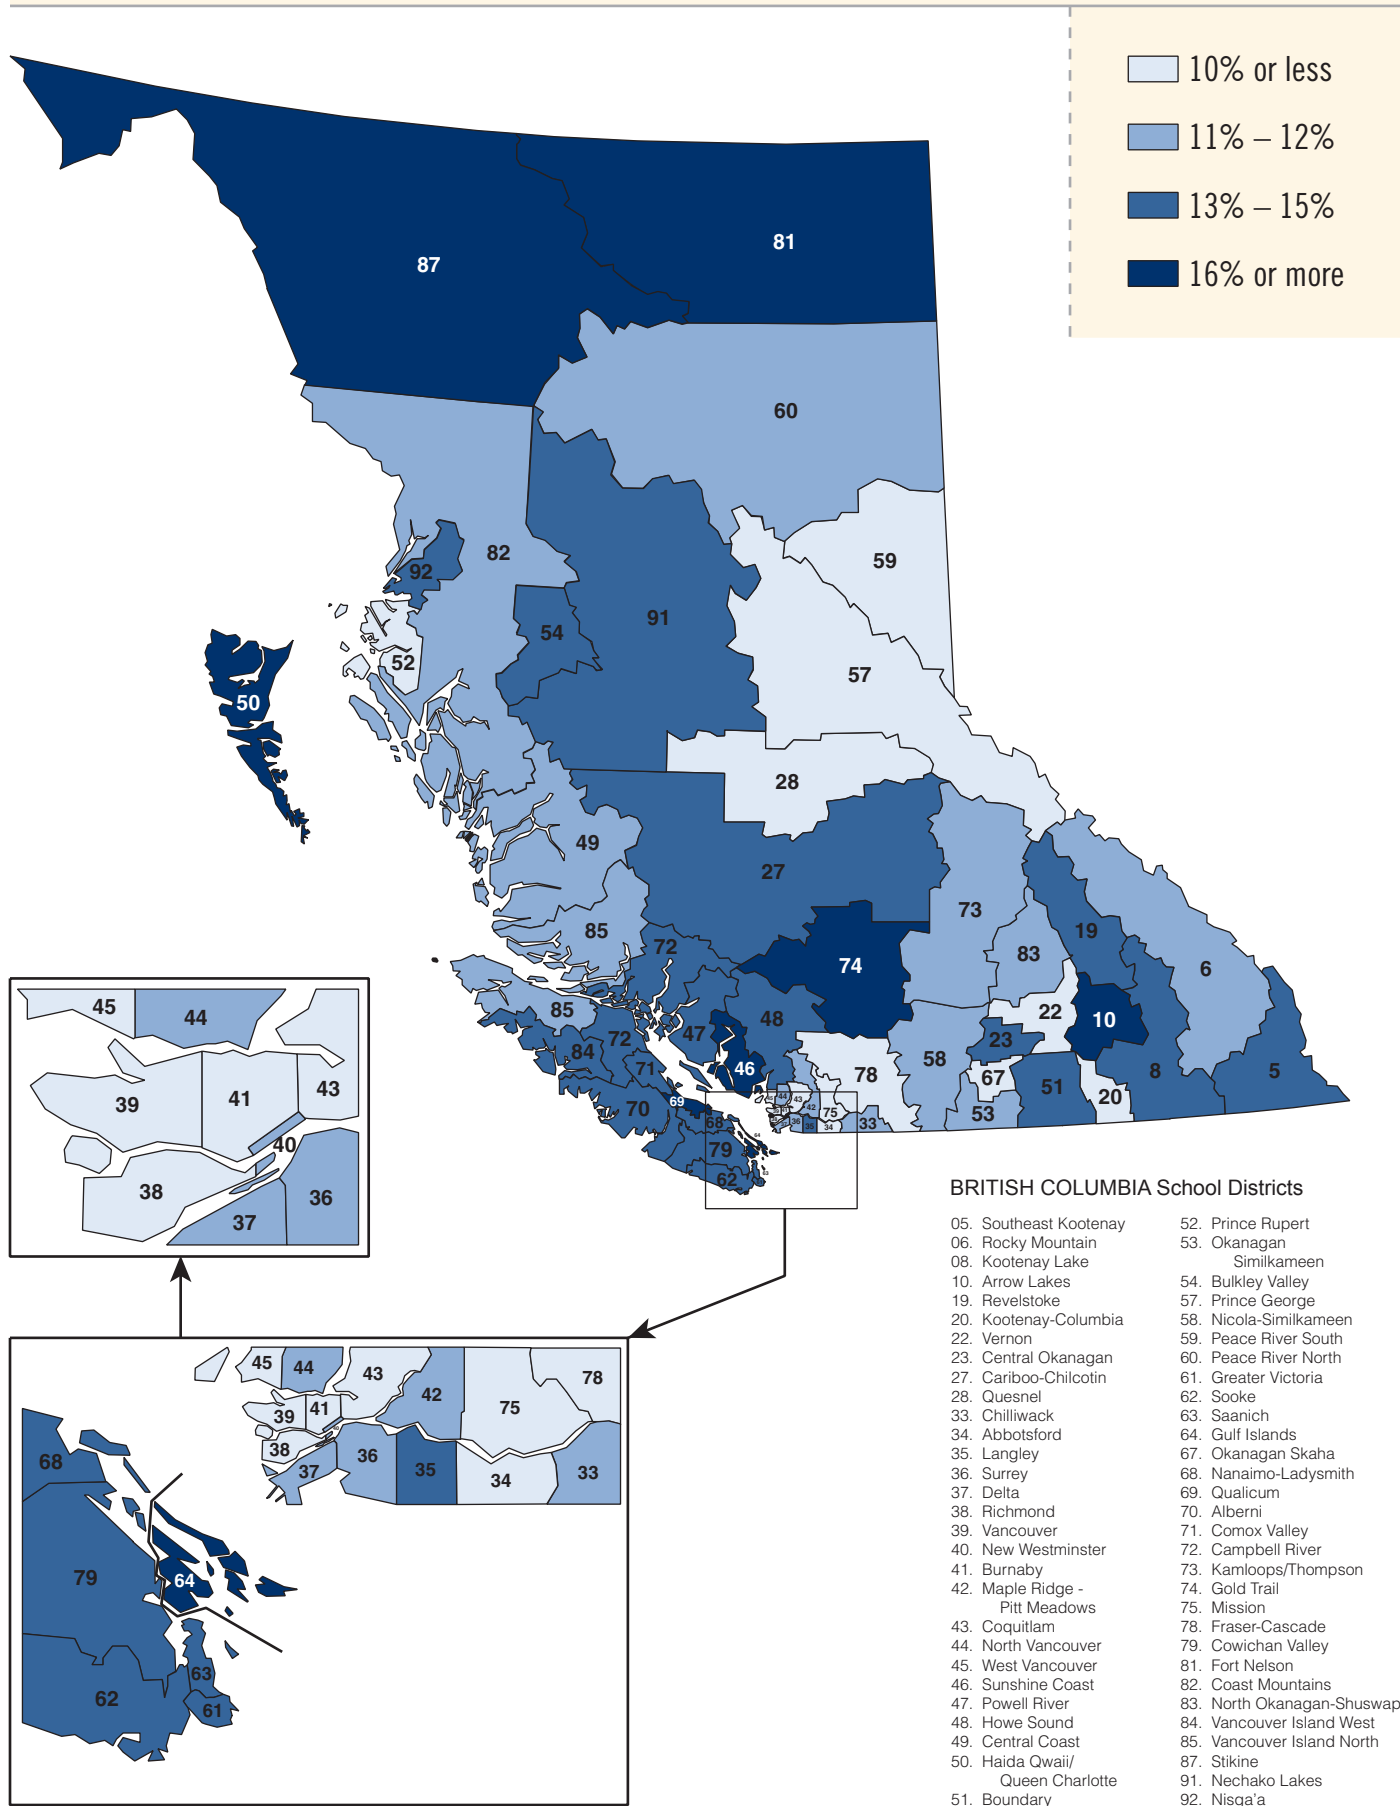 10% or less
11% – 12%
13% – 15%
16% or more
81
87
60
82
59
92
91
54
52
57
50
28
49
27
73
19
85
72
83
6
74
22
10
45
44
85
48
47
23
72
84
58
46
78
71
8
5
67
51
20
43
41
39
69
70
75
53
33
68
79
62
40
38
36
37
BRITISH COLUMBIA School Districts
05. Southeast Kootenay
06. Rocky Mountain
08. Kootenay Lake
10. Arrow Lakes
19. Revelstoke
20. Kootenay-Columbia
22. Vernon
23. Central Okanagan
27. Cariboo-Chilcotin
28. Quesnel
33. Chilliwack
34. Abbotsford
35. Langley
36. Surrey
37. Delta
38. Richmond
39. Vancouver
40. New Westminster
41. Burnaby
42. Maple Ridge -
Pitt Meadows
43. Coquitlam
44. North Vancouver
45. West Vancouver
46. Sunshine Coast
47. Powell River
48. Howe Sound
49. Central Coast
50. Haida Qwaii/
Queen Charlotte
51. Boundary
52. Prince Rupert
53. Okanagan
Similkameen
54. Bulkley Valley
57. Prince George
58. Nicola-Similkameen
59. Peace River South
60. Peace River North
61. Greater Victoria
62. Sooke
63. Saanich
64. Gulf Islands
67. Okanagan Skaha
68. Nanaimo-Ladysmith
69. Qualicum
70. Alberni
71. Comox Valley
72. Campbell River
73. Kamloops/Thompson
74. Gold Trail
75. Mission
78. Fraser-Cascade
79. Cowichan Valley
81. Fort Nelson
82. Coast Mountains
83. North Okanagan-Shuswap
84. Vancouver Island West
85. Vancouver Island North
87. Stikine
91. Nechako Lakes
92. Nisga'a
45
44
43
78
42
75
39
41
38
36
37
35
34
33
68
79
64
62
63
61